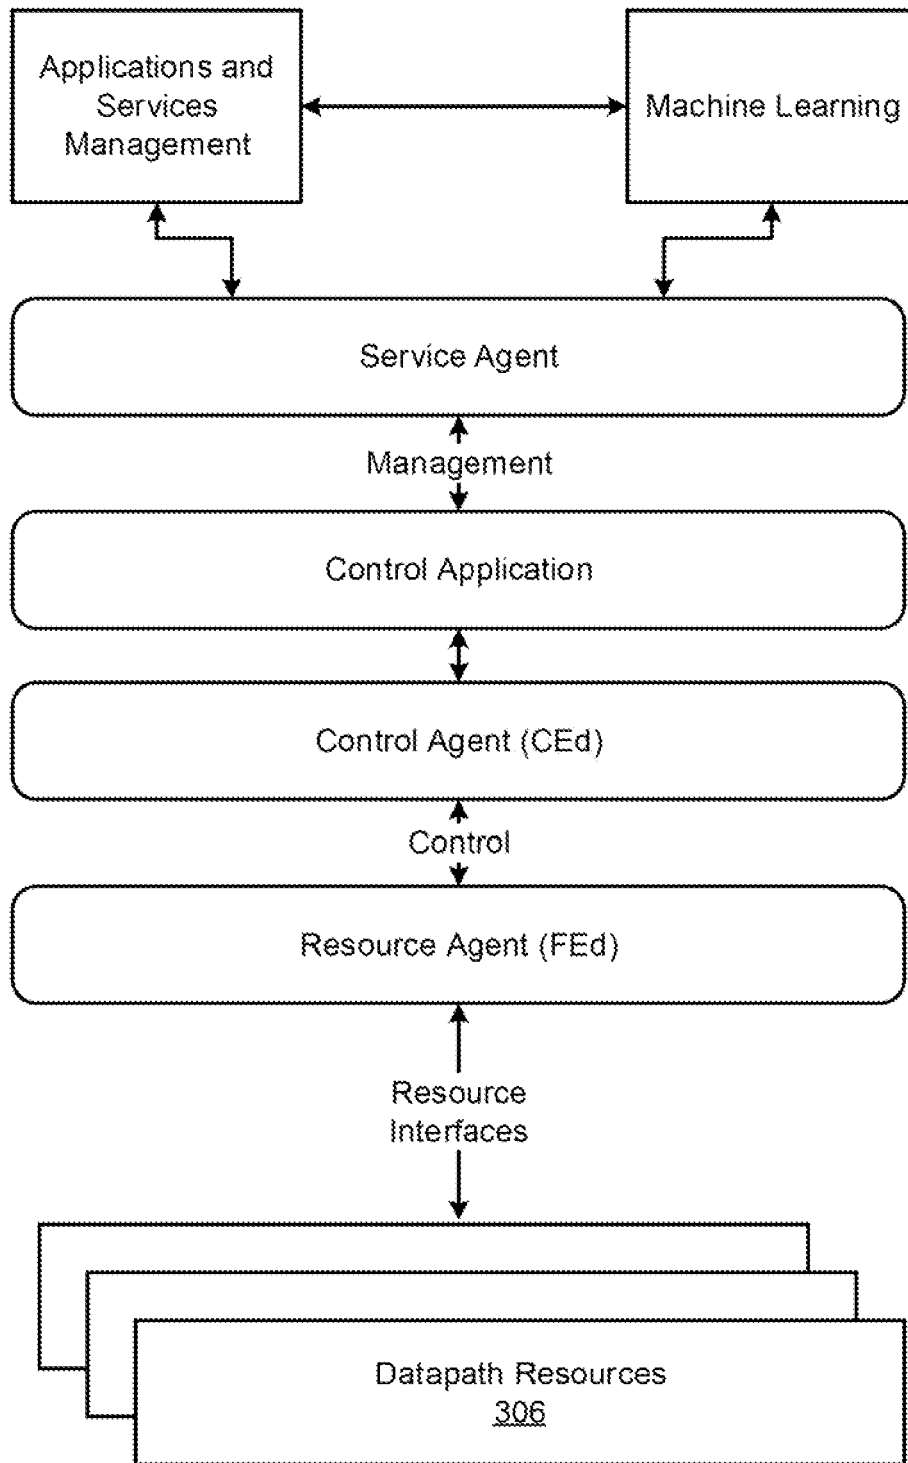 Applications and
Services
Management
Machine Learning
Service Agent
Management
Control Application
Control Agent (CEd)
Control
Resource Agent (FEd)
Resource
Interfaces
Datapath Resources
306